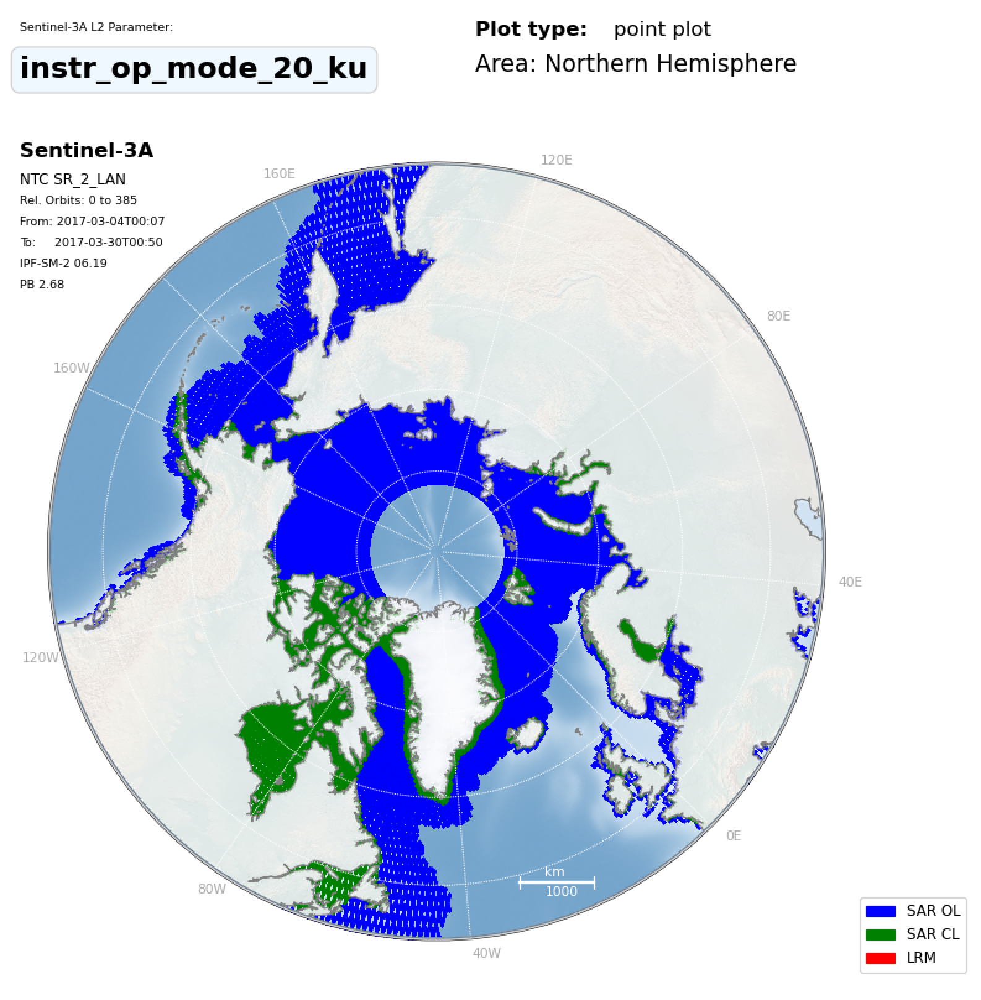 Sentinel-3A L2 Parameter:
instr_op_mode_20_ku
Plot type: point plot
Area: Northern Hemisphere
Sentinel-3A
NTC SR_2_LAN
Rel. Orbits: 0 to 385
From: 2017-03-04T00:07
To: 2017-03-30T00:50
IPF-SM-2 06.19
PB 2.68
120E
160E
80E
160W
40E
120W
0E
km
1000
80W
40W
SAR OL
SAR CL
LRM